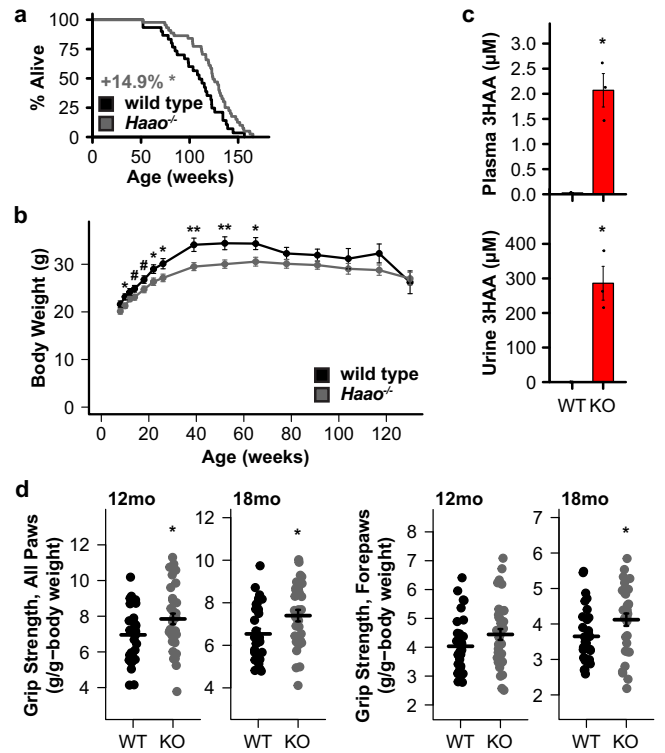 a
% Alive
100
75
50
25
0
+14.9% *
wild type
Haao-/-
0 50 100 150
Age (weeks)
b
Body Weight (g)
30
20
10
0
* # # * * ** ** *
wild type
Haao-/-
0 20 40 60 80 100 120
Age (weeks)
c
Plasma 3HAA (µM)
3.0
2.5
2.0
1.5
1.0
0.5
0.0
*
Urine 3HAA (µM)
400
300
200
100
0
*
WT KO
d
Grip Strength, All Paws
(g/g–body weight)
12mo
10
8
6
4
12
*
WT KO
18mo
12
10
8
6
4
*
WT KO
Grip Strength, Forepaws
(g/g–body weight)
12mo
8
7
6
5
4
3
2
WT KO
18mo
7
6
5
4
3
2
*
WT KO